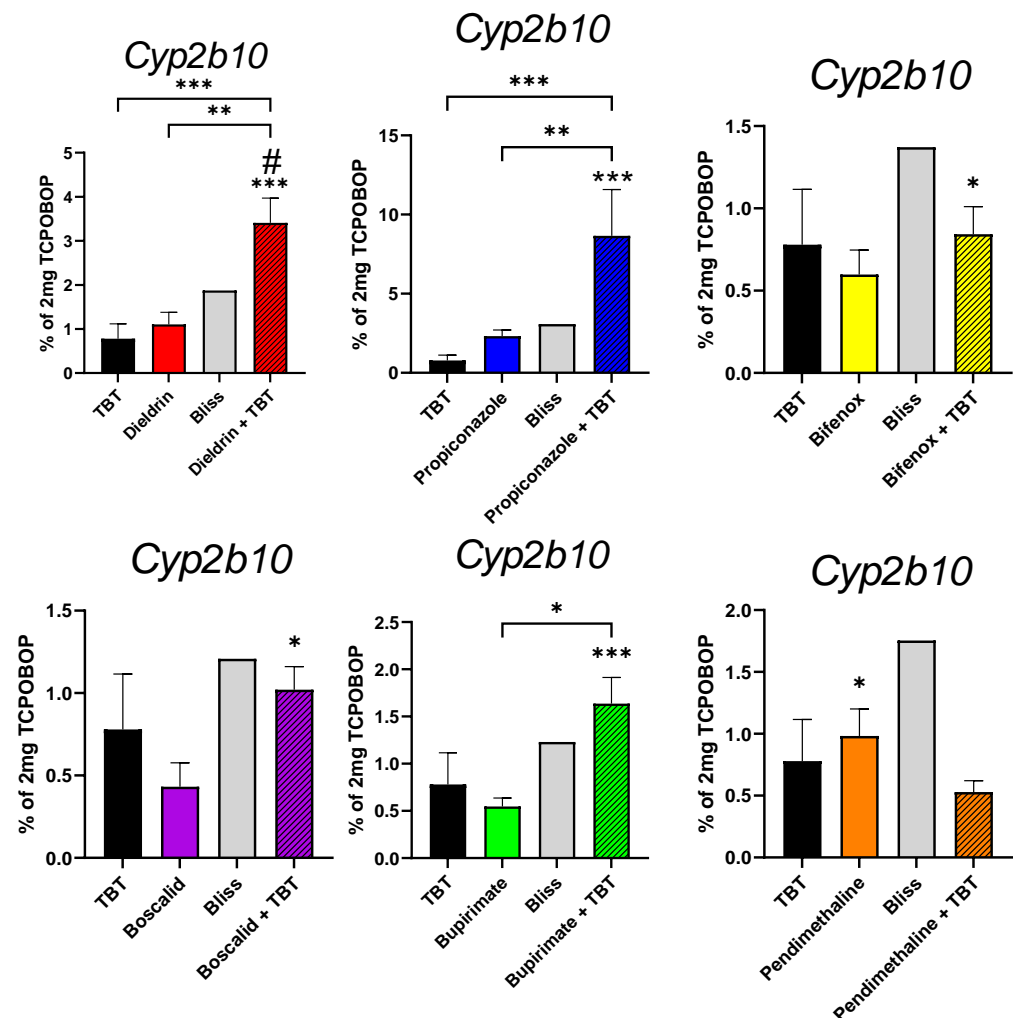 Cyp2b10
***
**
#
***
% of 2mg TCPOBOP
5
4
3
2
1
0
TBT
Dieldrin
Bliss
Dieldrin + TBT
Cyp2b10
***
**
***
% of 2mg TCPOBOP
15
10
5
0
TBT
Propiconazole
Bliss
Propiconazole + TBT
Cyp2b10
*
% of 2mg TCPOBOP
1.5
1.0
0.5
0.0
TBT
Bifenox
Bliss
Bifenox + TBT
Cyp2b10
*
% of 2mg TCPOBOP
1.5
1.0
0.5
0.0
TBT
Boscalid
Bliss
Boscalid + TBT
Cyp2b10
*
***
% of 2mg TCPOBOP
2.5
2.0
1.5
1.0
0.5
0.0
TBT
Bupirimate
Bliss
Bupirimate + TBT
Cyp2b10
*
% of 2mg TCPOBOP
2.0
1.5
1.0
0.5
0.0
TBT
Pendimethaline
Bliss
Pendimethaline + TBT